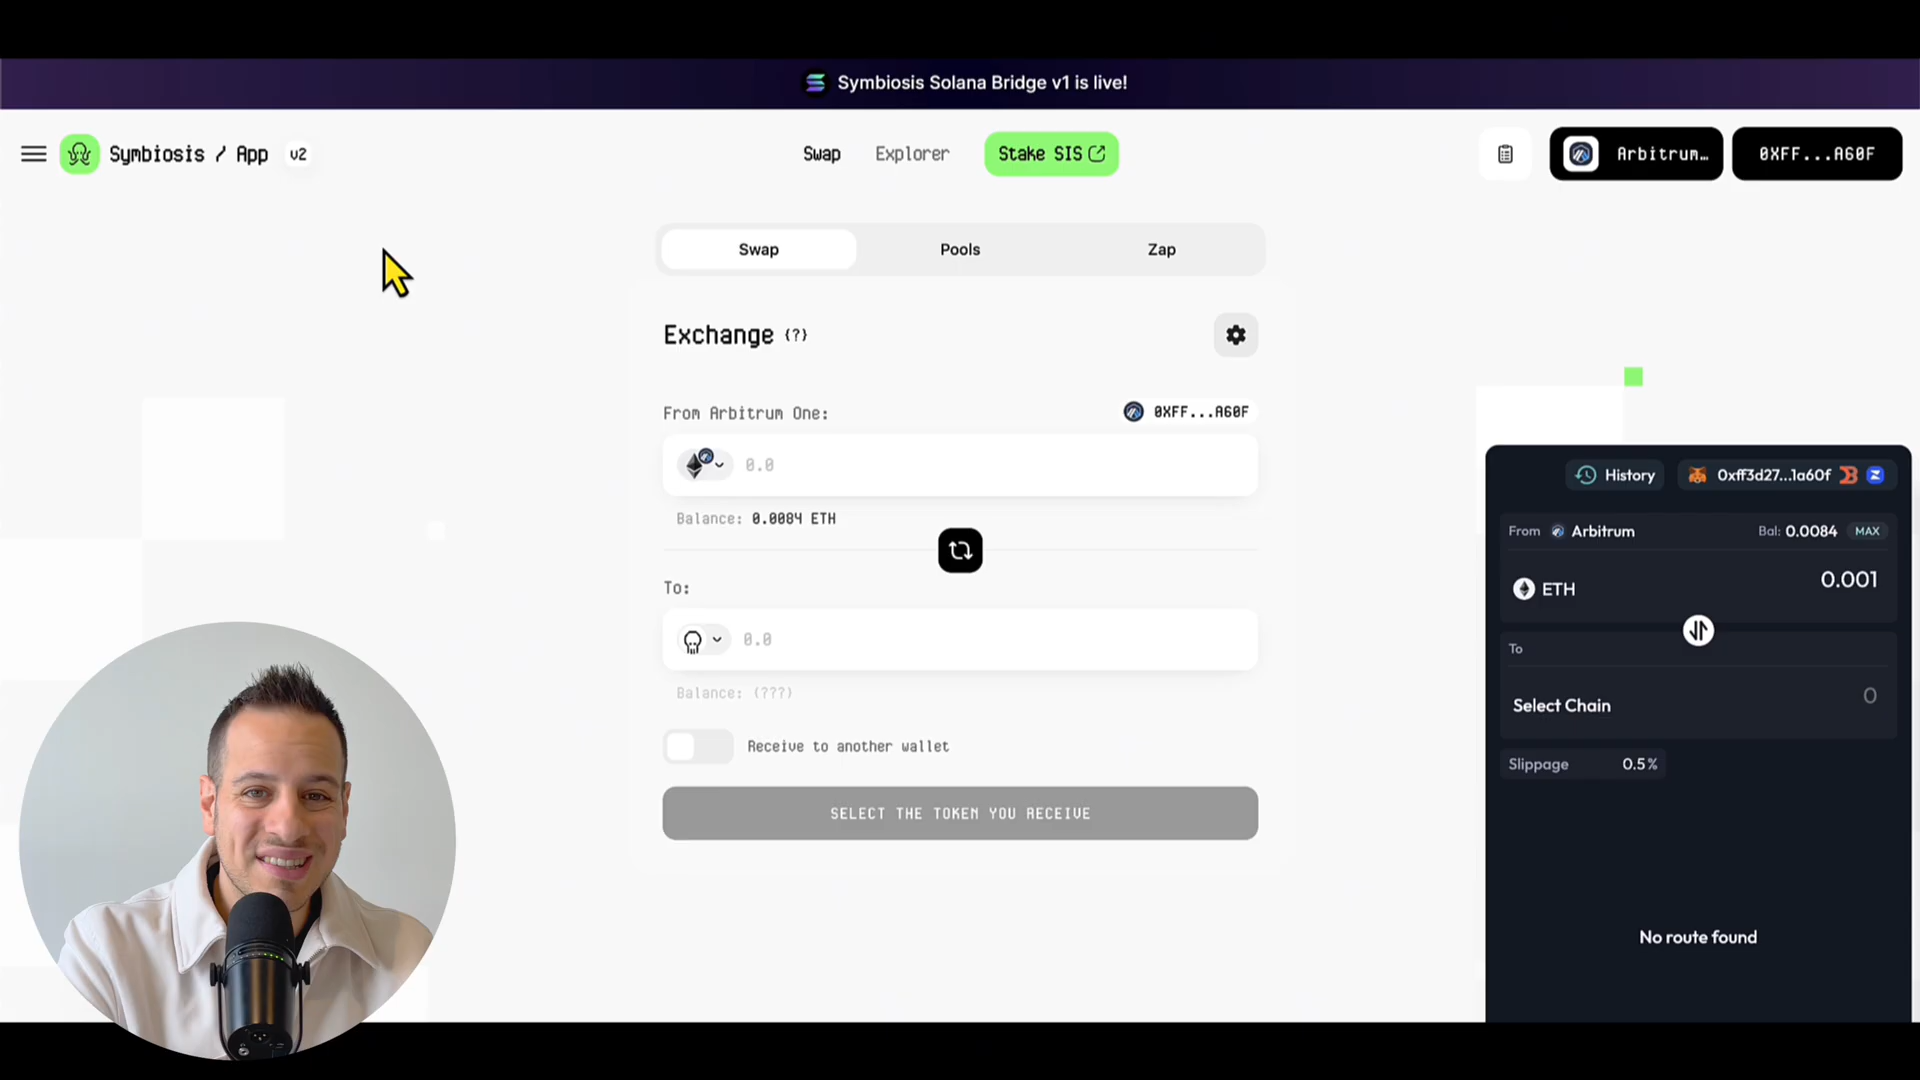 Symbiosis Solana Bridge v1 is live!
Symbiosis / App v2
Swap Explorer Stake SIS
Arbitrum… 0XFF...A60F
Swap Pools Zap
Exchange {?}
From Arbitrum One: 0XFF...A60F
0.0
Balance: 0.0084 ETH
To:
0.0
Balance: (???)
Receive to another wallet
SELECT THE TOKEN YOU RECEIVE
History 0xff3d27...1a60f
From Arbitrum Bal: 0.0084 MAX
ETH 0.001
To
Select Chain 0
Slippage 0.5%
No route found